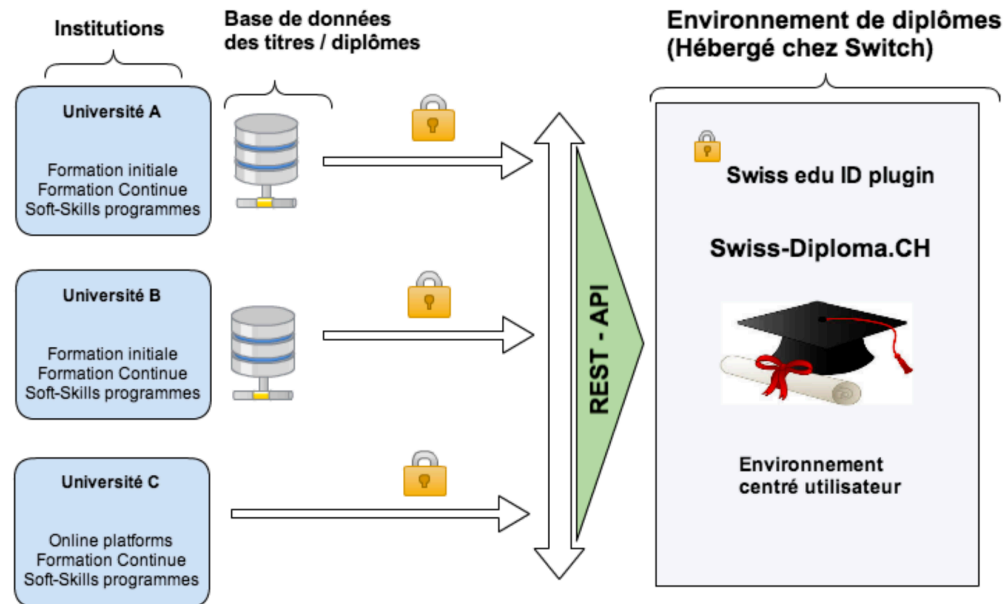 Institutions
Base de données
des titres / diplômes
Environnement de diplômes
(Hébergé chez Switch)
Université A
Formation initiale
Formation Continue
Soft-Skills programmes
Université B
Formation initiale
Formation Continue
Soft-Skills programmes
Université C
Online platforms
Formation Continue
Soft-Skills programmes
REST - API
Swiss edu ID plugin
Swiss-Diploma.CH
Environnement
centré utilisateur